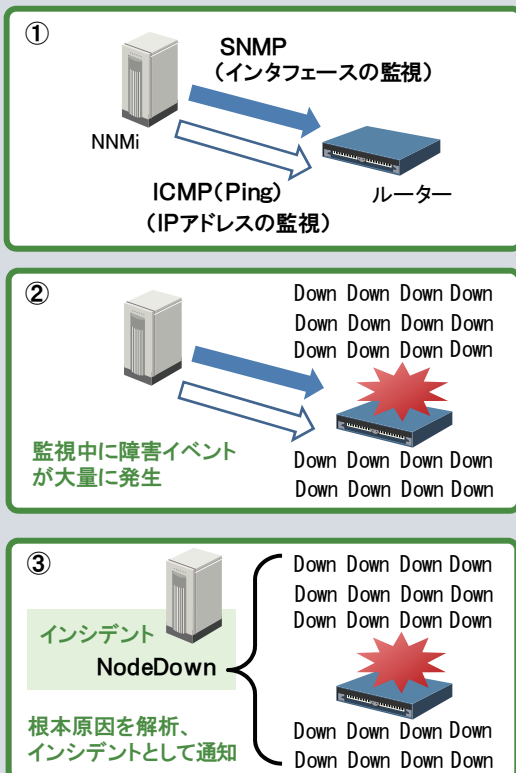 ①
SNMP
（インタフェースの監視）
NNMi
ICMP（Ping）
（IPアドレスの監視）
ルーター
②
Down Down Down Down
Down Down Down Down
Down Down Down Down
監視中に障害イベント
が大量に発生
Down Down Down Down
Down Down Down Down
③
Down Down Down Down
Down Down Down Down
Down Down Down Down
インシデント
NodeDown
根本原因を解析、
インシデントとして通知
Down Down Down Down
Down Down Down Down